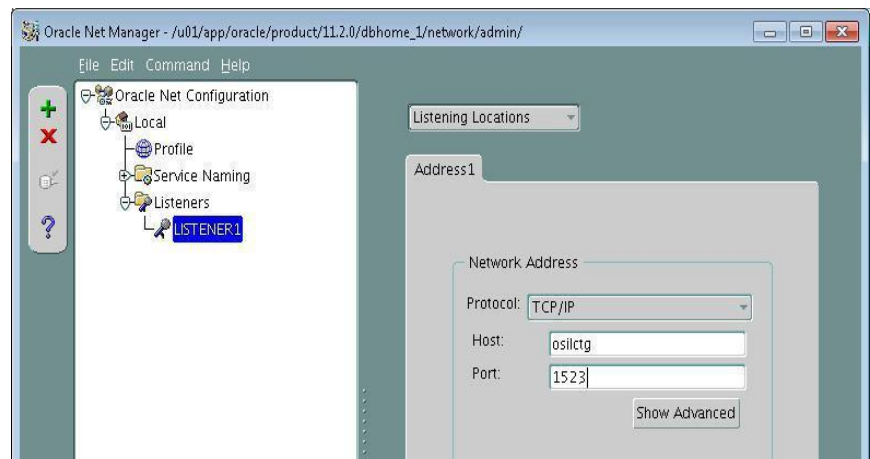 Oracle Net Manager - /u01/app/oracle/product/11.2.0/dbhome_1/network/admin/
File Edit Command Help
Oracle Net Configuration
Local
Profile
Service Naming
Listeners
LISTENER1
Listening Locations
Address1
Network Address
Protocol: TCP/IP
Host: osilctg
Port: 1523
Show Advanced